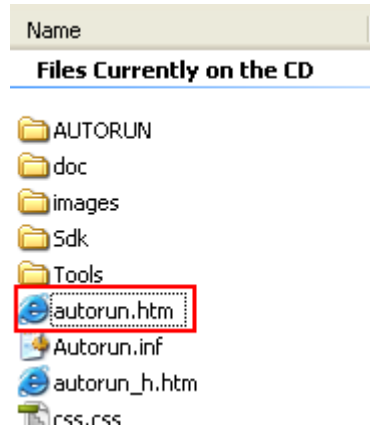 Name
Files Currently on the CD
AUTORUN
doc
images
Sdk
Tools
autorun.htm
Autorun.inf
autorun_h.htm
css.css